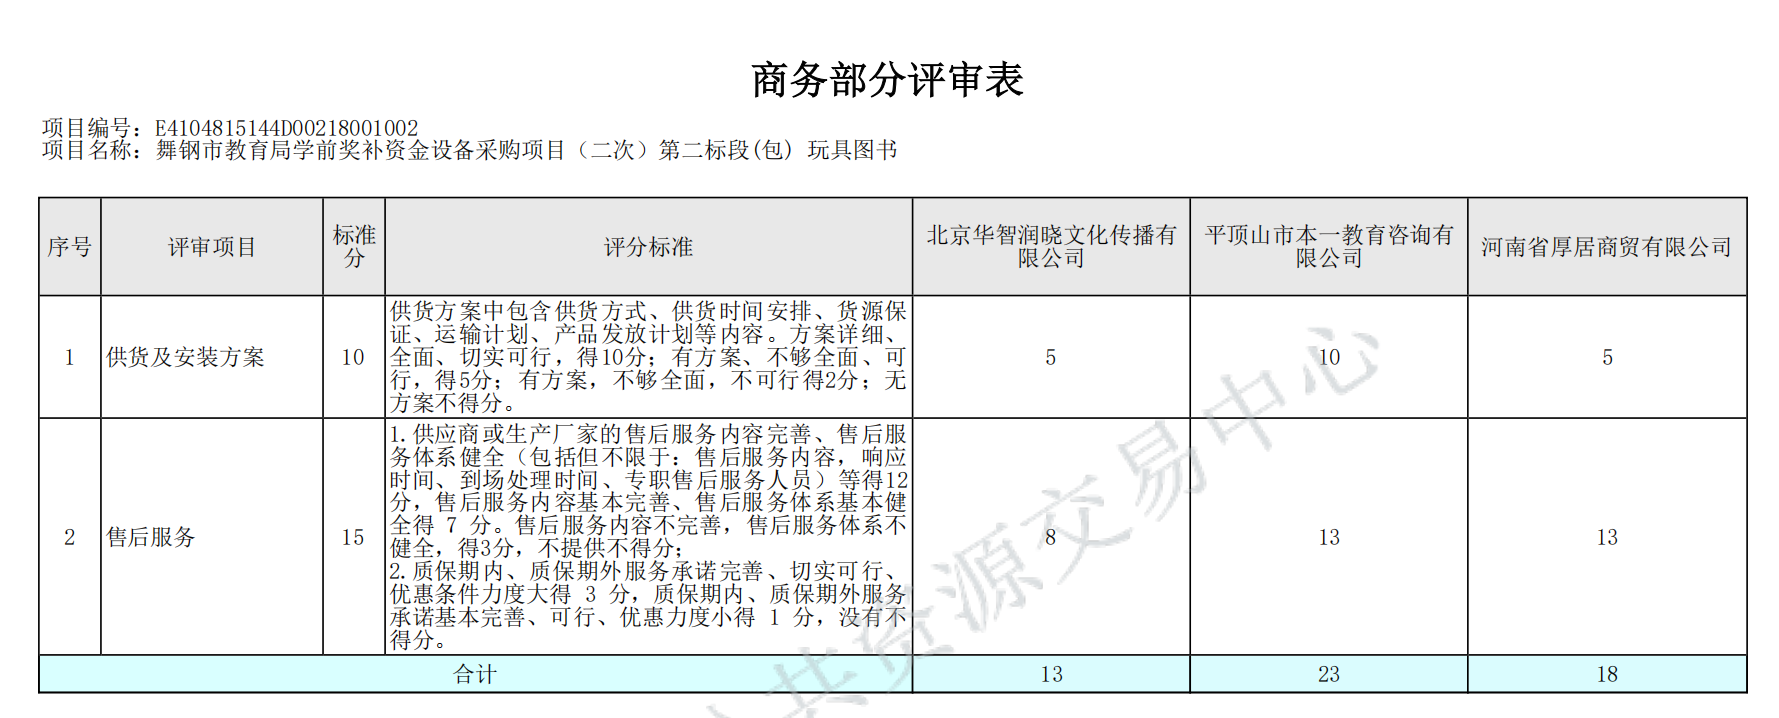 商务部分评审表
项目编号：E4104815144D00218001002
项目名称：舞钢市教育局学前奖补资金设备采购项目（二次）第二标段(包) 玩具图书
序号
评审项目
标准
分
评分标准
北京华智润晓文化传播有
限公司
平顶山市本一教育咨询有
限公司
河南省厚居商贸有限公司
1
供货及安装方案
10
供货方案中包含供货方式、供货时间安排、货源保
证、运输计划、产品发放计划等内容。方案详细、
全面、切实可行，得10分；有方案、不够全面、可
行，得5分；有方案，不够全面，不可行得2分；无
方案不得分。
5
10
5
2
售后服务
15
1.供应商或生产厂家的售后服务内容完善、售后服
务体系健全（包括但不限于：售后服务内容，响应
时间、到场处理时间、专职售后服务人员）等得12
分，售后服务内容基本完善、售后服务体系基本健
全得 7 分。售后服务内容不完善，售后服务体系不
健全，得3分，不提供不得分；
2.质保期内、质保期外服务承诺完善、切实可行、
优惠条件力度大得 3 分，质保期内、质保期外服务
承诺基本完善、可行、优惠力度小得 1 分，没有不
得分。
8
13
13
合计
13
23
18
共资源交易中心